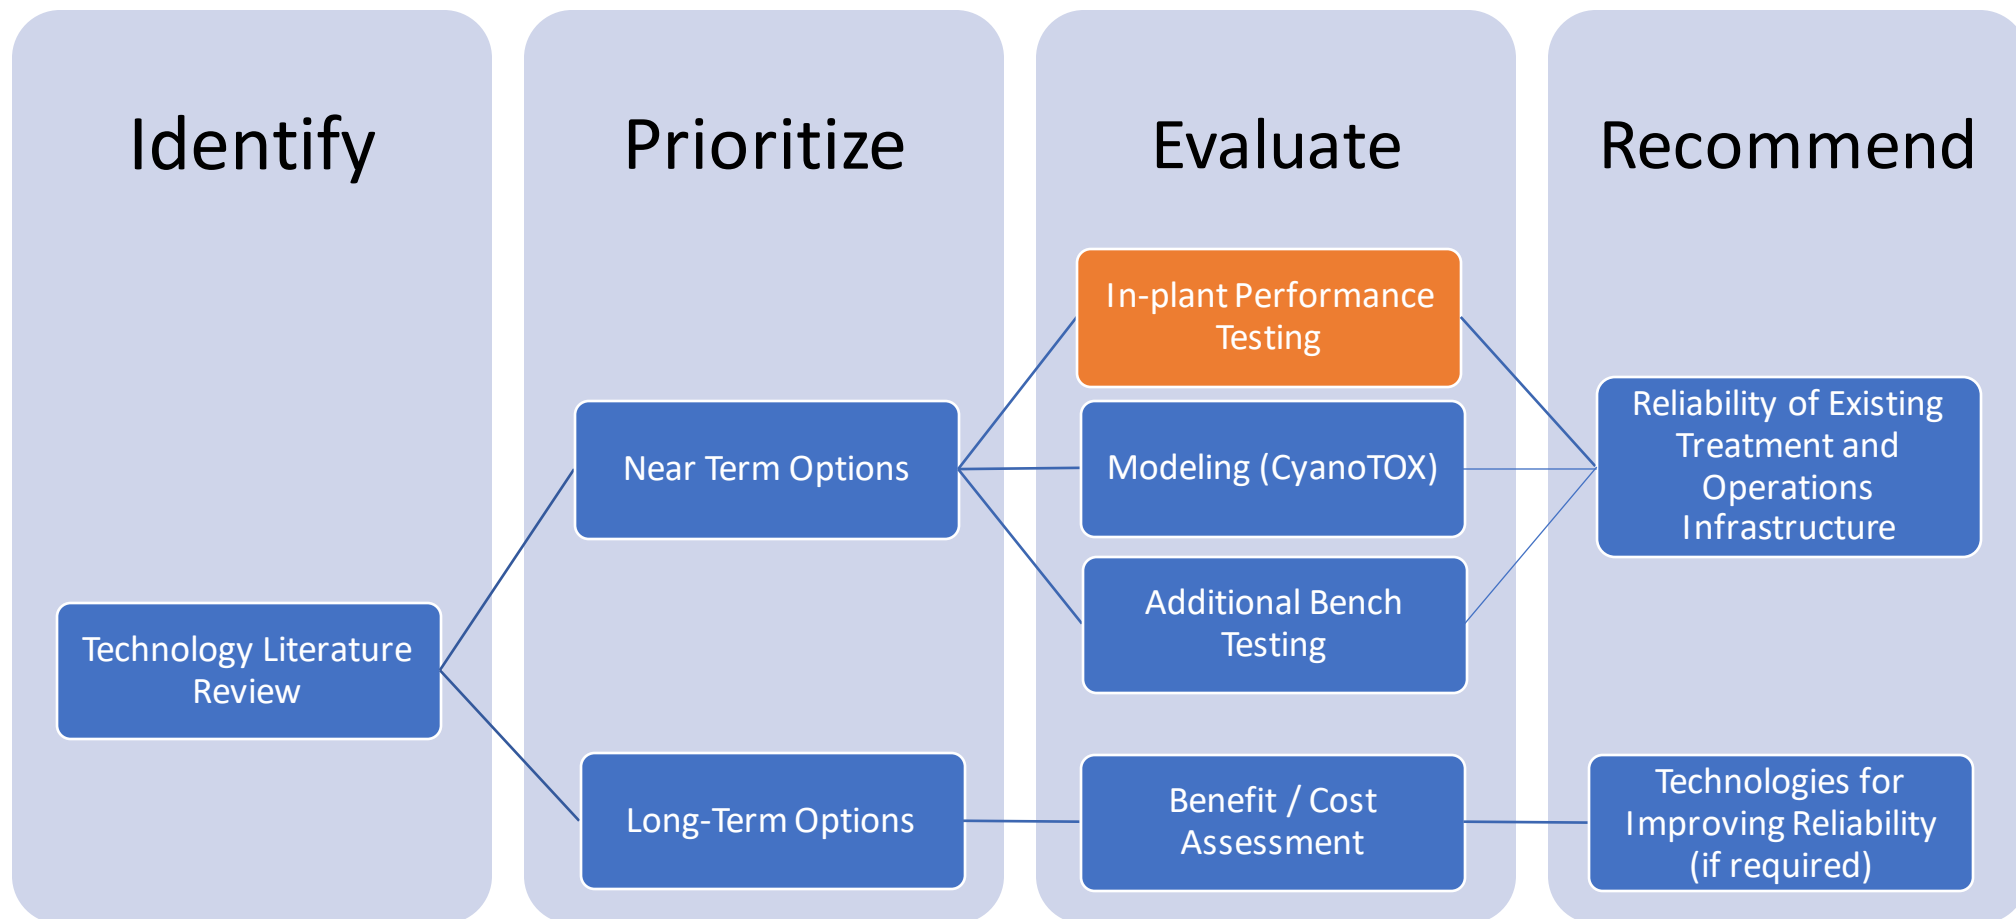 Identify
Prioritize
Evaluate
Recommend
Technology Literature
Review
Near Term Options
Long-Term Options
In-plant Performance
Testing
Modeling (CyanoTOX)
Additional Bench
Testing
Benefit / Cost
Assessment
Reliability of Existing
Treatment and
Operations
Infrastructure
Technologies for
Improving Reliability
(if required)